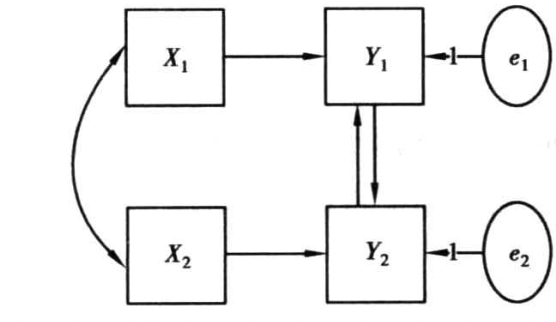 X₁ Y₁ 1 e₁
X₂ Y₂ 1 e₂